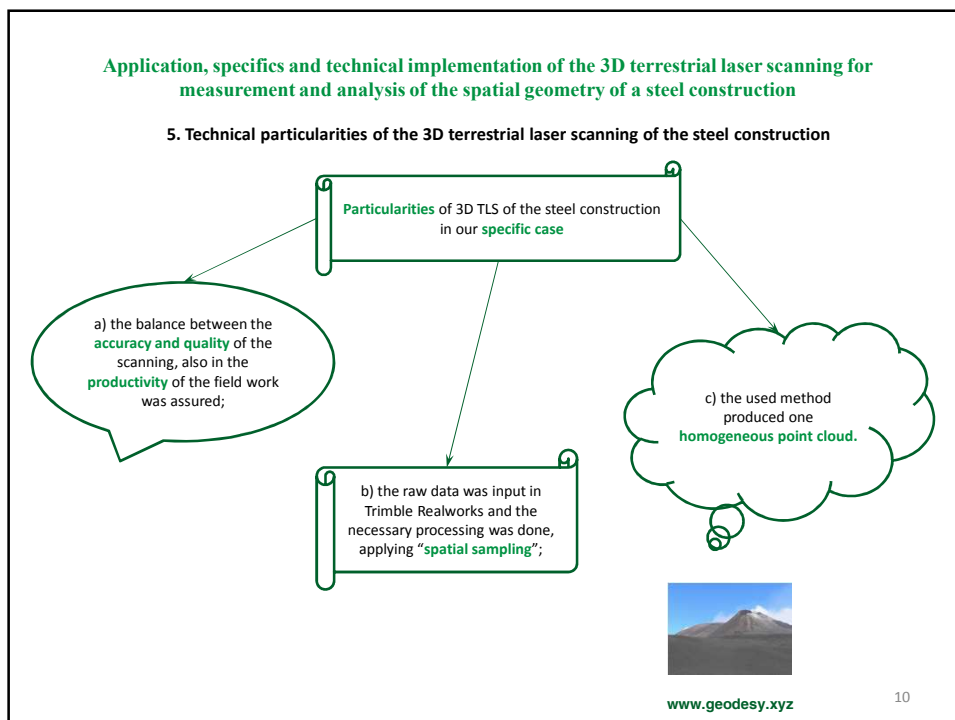 Application, specifics and technical implementation of the 3D terrestrial laser scanning for
measurement and analysis of the spatial geometry of a steel construction
5. Technical particularities of the 3D terrestrial laser scanning of the steel construction
Particularities of 3D TLS of the steel construction
in our specific case
a) the balance between the
accuracy and quality of the
scanning, also in the
productivity of the field work
was assured;
b) the raw data was input in
Trimble Realworks and the
necessary processing was done,
applying “spatial sampling”;
c) the used method
produced one
homogeneous point cloud.
www.geodesy.xyz
10